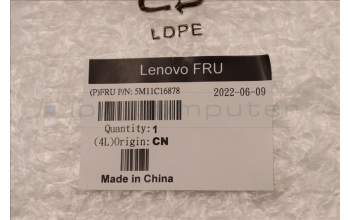 LDPE
Lenovo FRU
(P)FRU P/N: 5M11C16878 2022-06-09
Quantity: 1
(4L)Origin: CN
Made in China